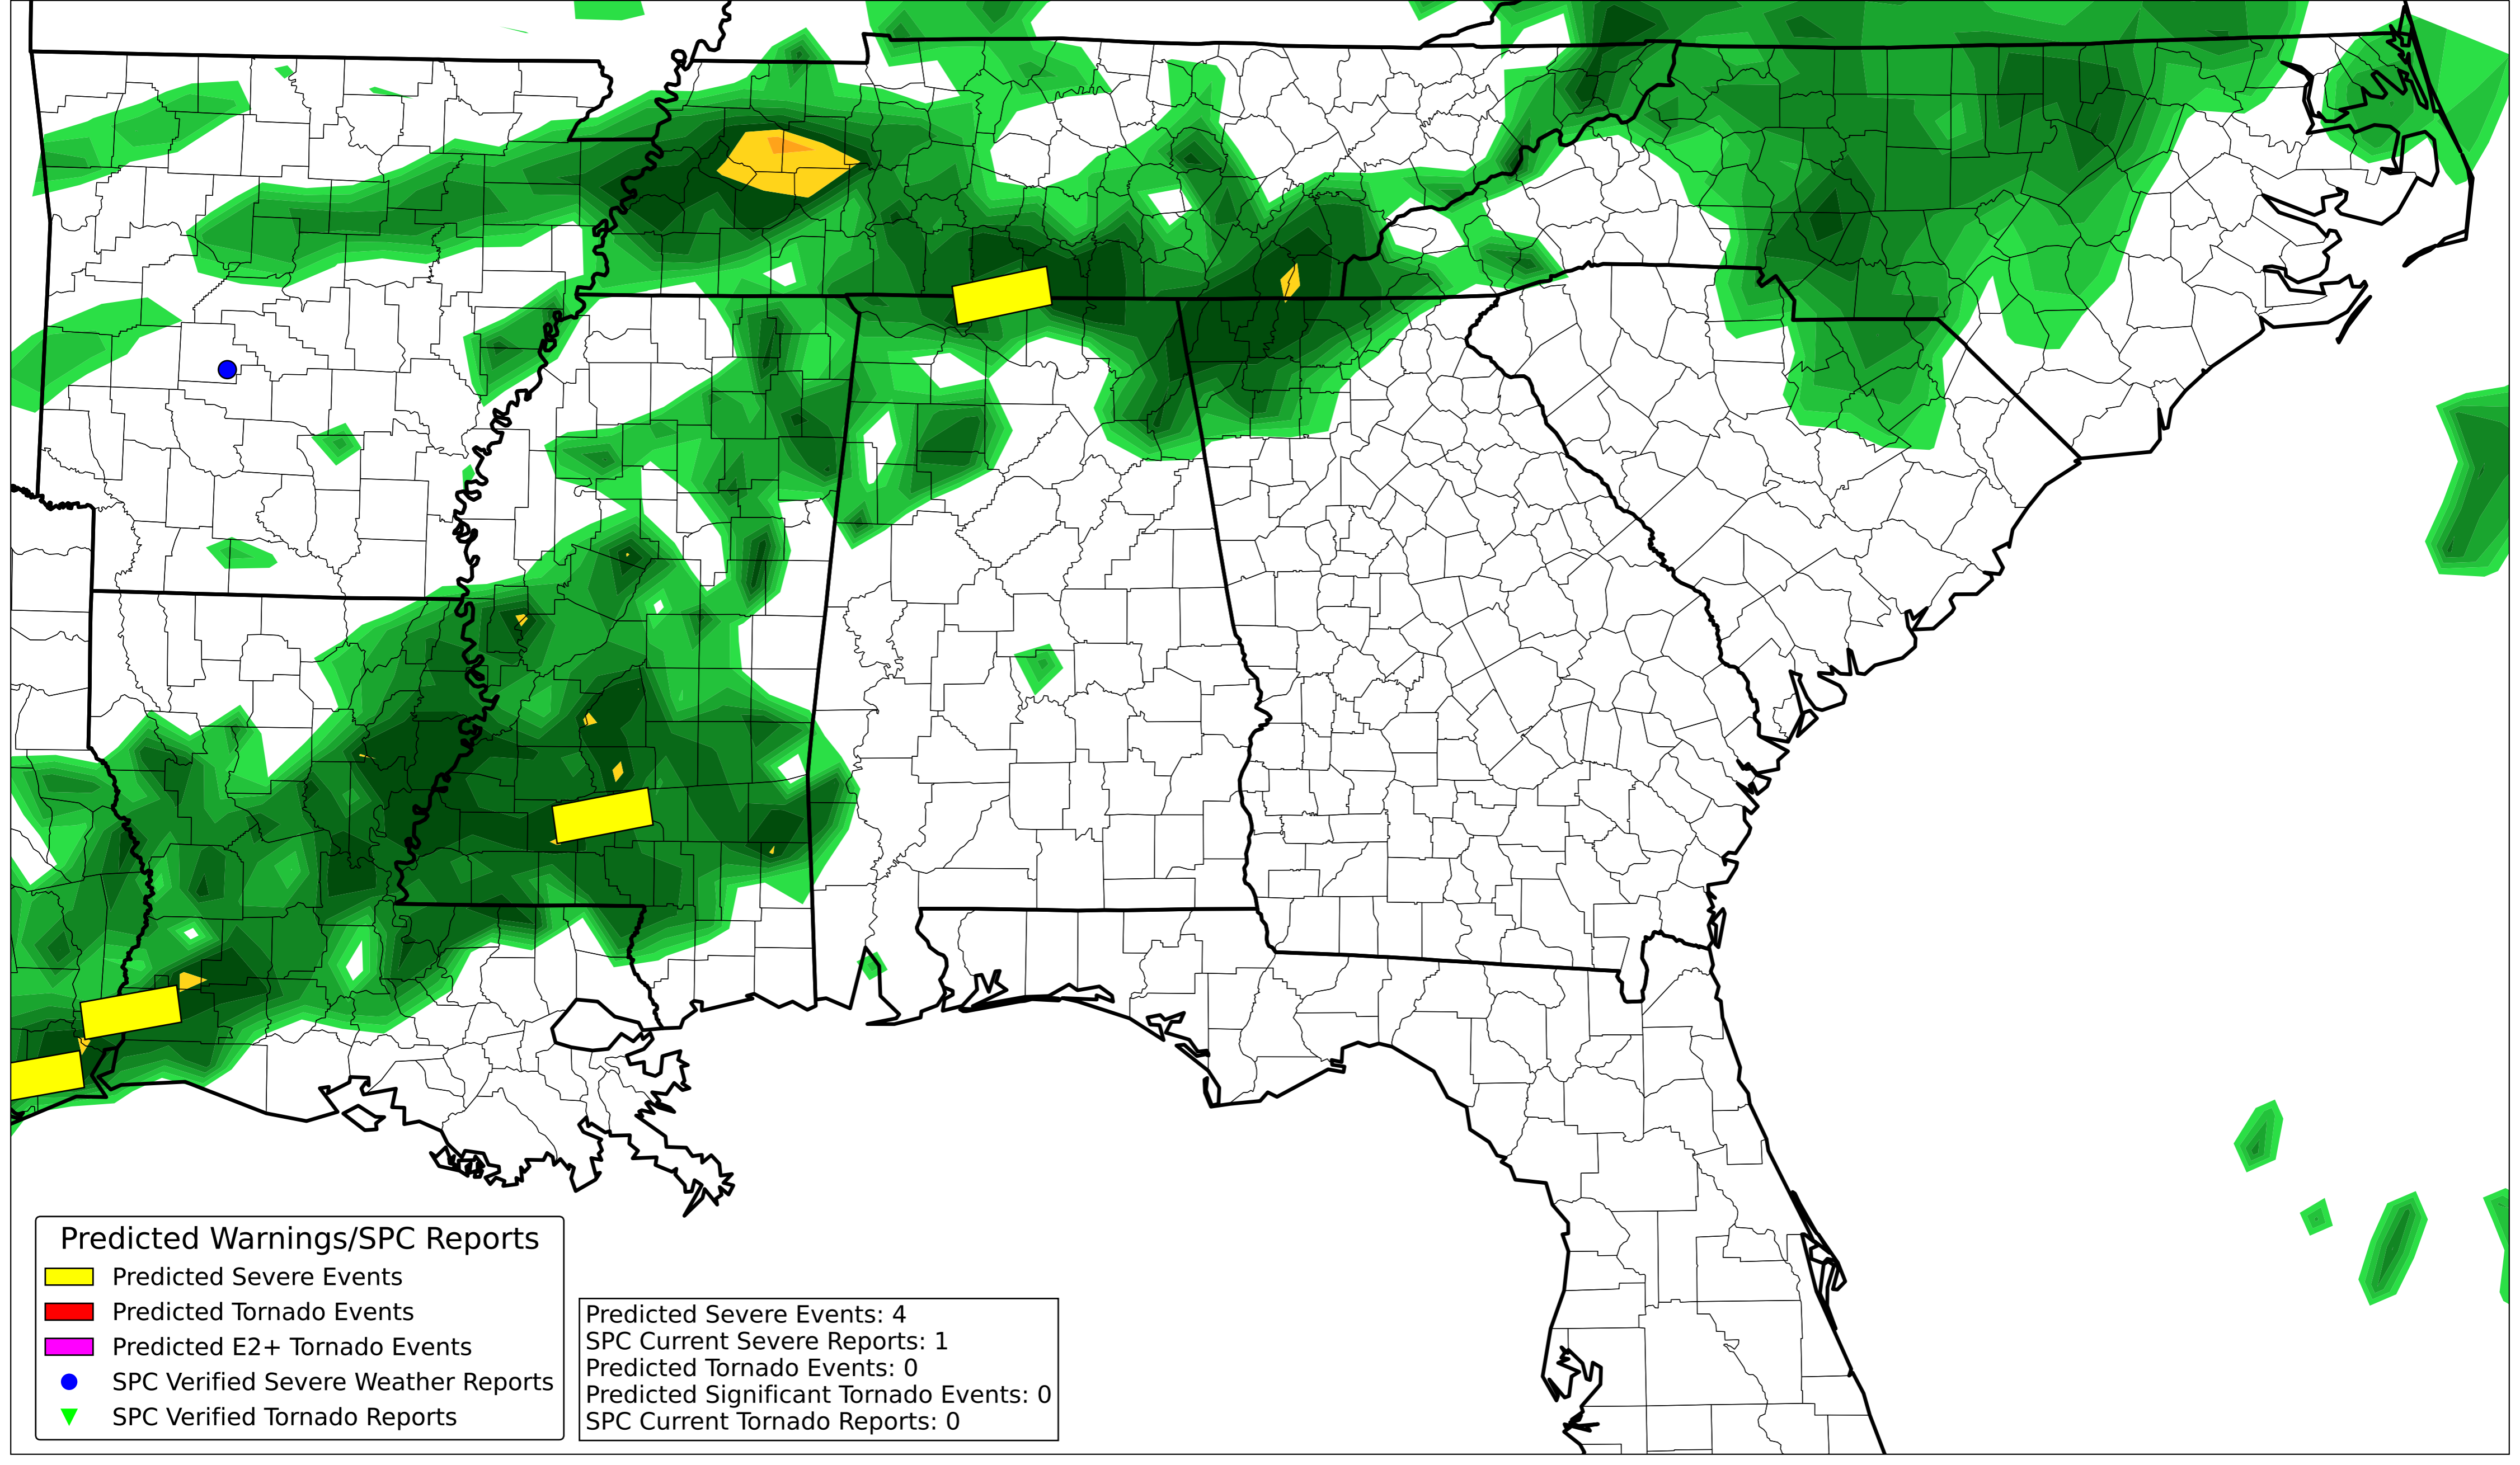 Predicted Warnings/SPC Reports
Predicted Severe Events
Predicted Tornado Events
Predicted E2+ Tornado Events
SPC Verified Severe Weather Reports
SPC Verified Tornado Reports
Predicted Severe Events: 4
SPC Current Severe Reports: 1
Predicted Tornado Events: 0
Predicted Significant Tornado Events: 0
SPC Current Tornado Reports: 0